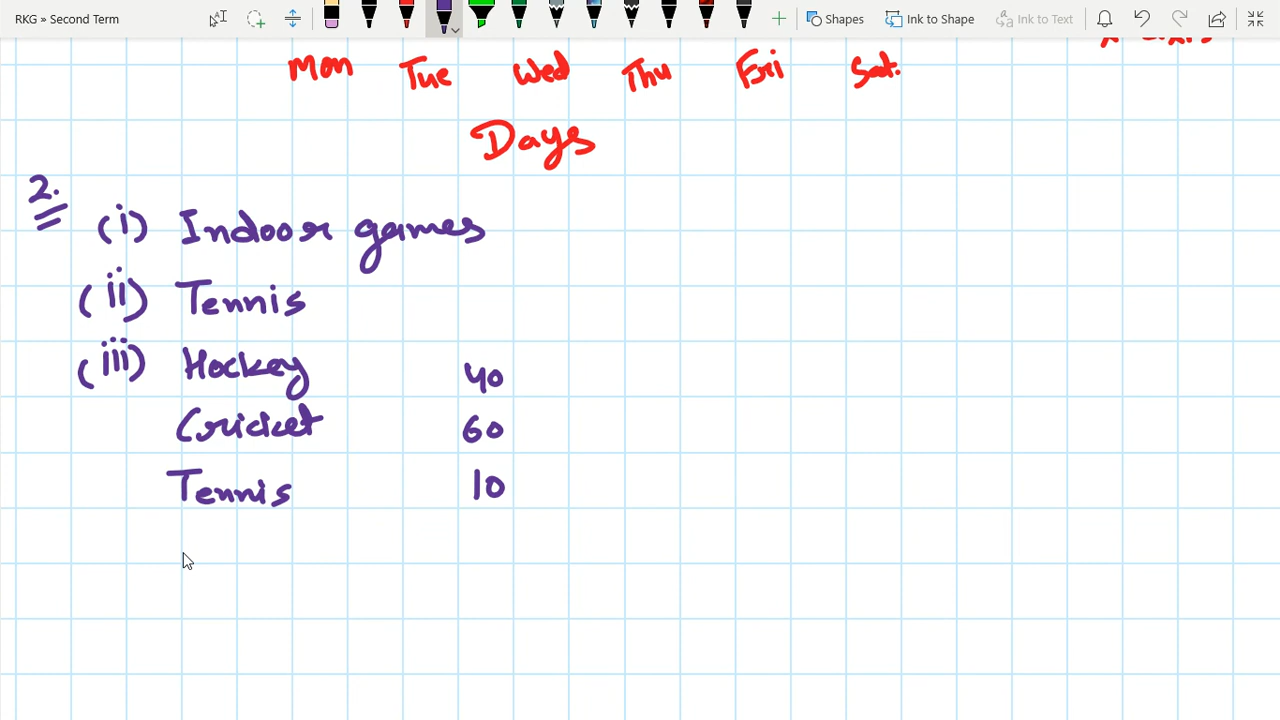 RKG » Second Term
Shapes Ink to Shape Ink to Text
Mon Tue Wed Thu Fri Sat.
Days
2.
(i) Indoor games
(ii) Tennis
(iii) Hockey 40
Cricket 60
Tennis 10